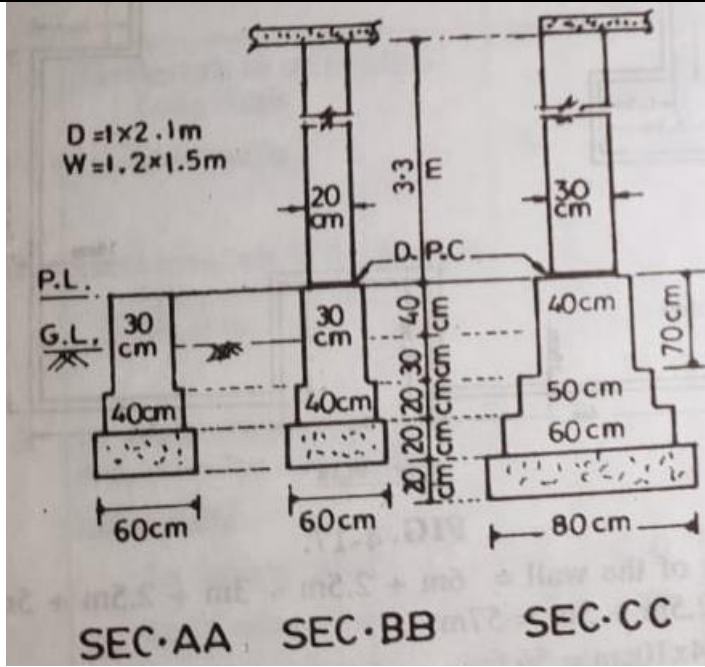 D = 1×2.1m
W = 1.2×1.5m
20
cm
3.3 m
30
cm
D.P.C
P.L.
G.L.
30
cm
30
cm
40
cm
40cm
70cm
30
cm
40cm
40cm
20
cm
50cm
20
cm
60cm
20
cm
60cm
60cm
80cm
SEC·AA
SEC·BB
SEC·CC